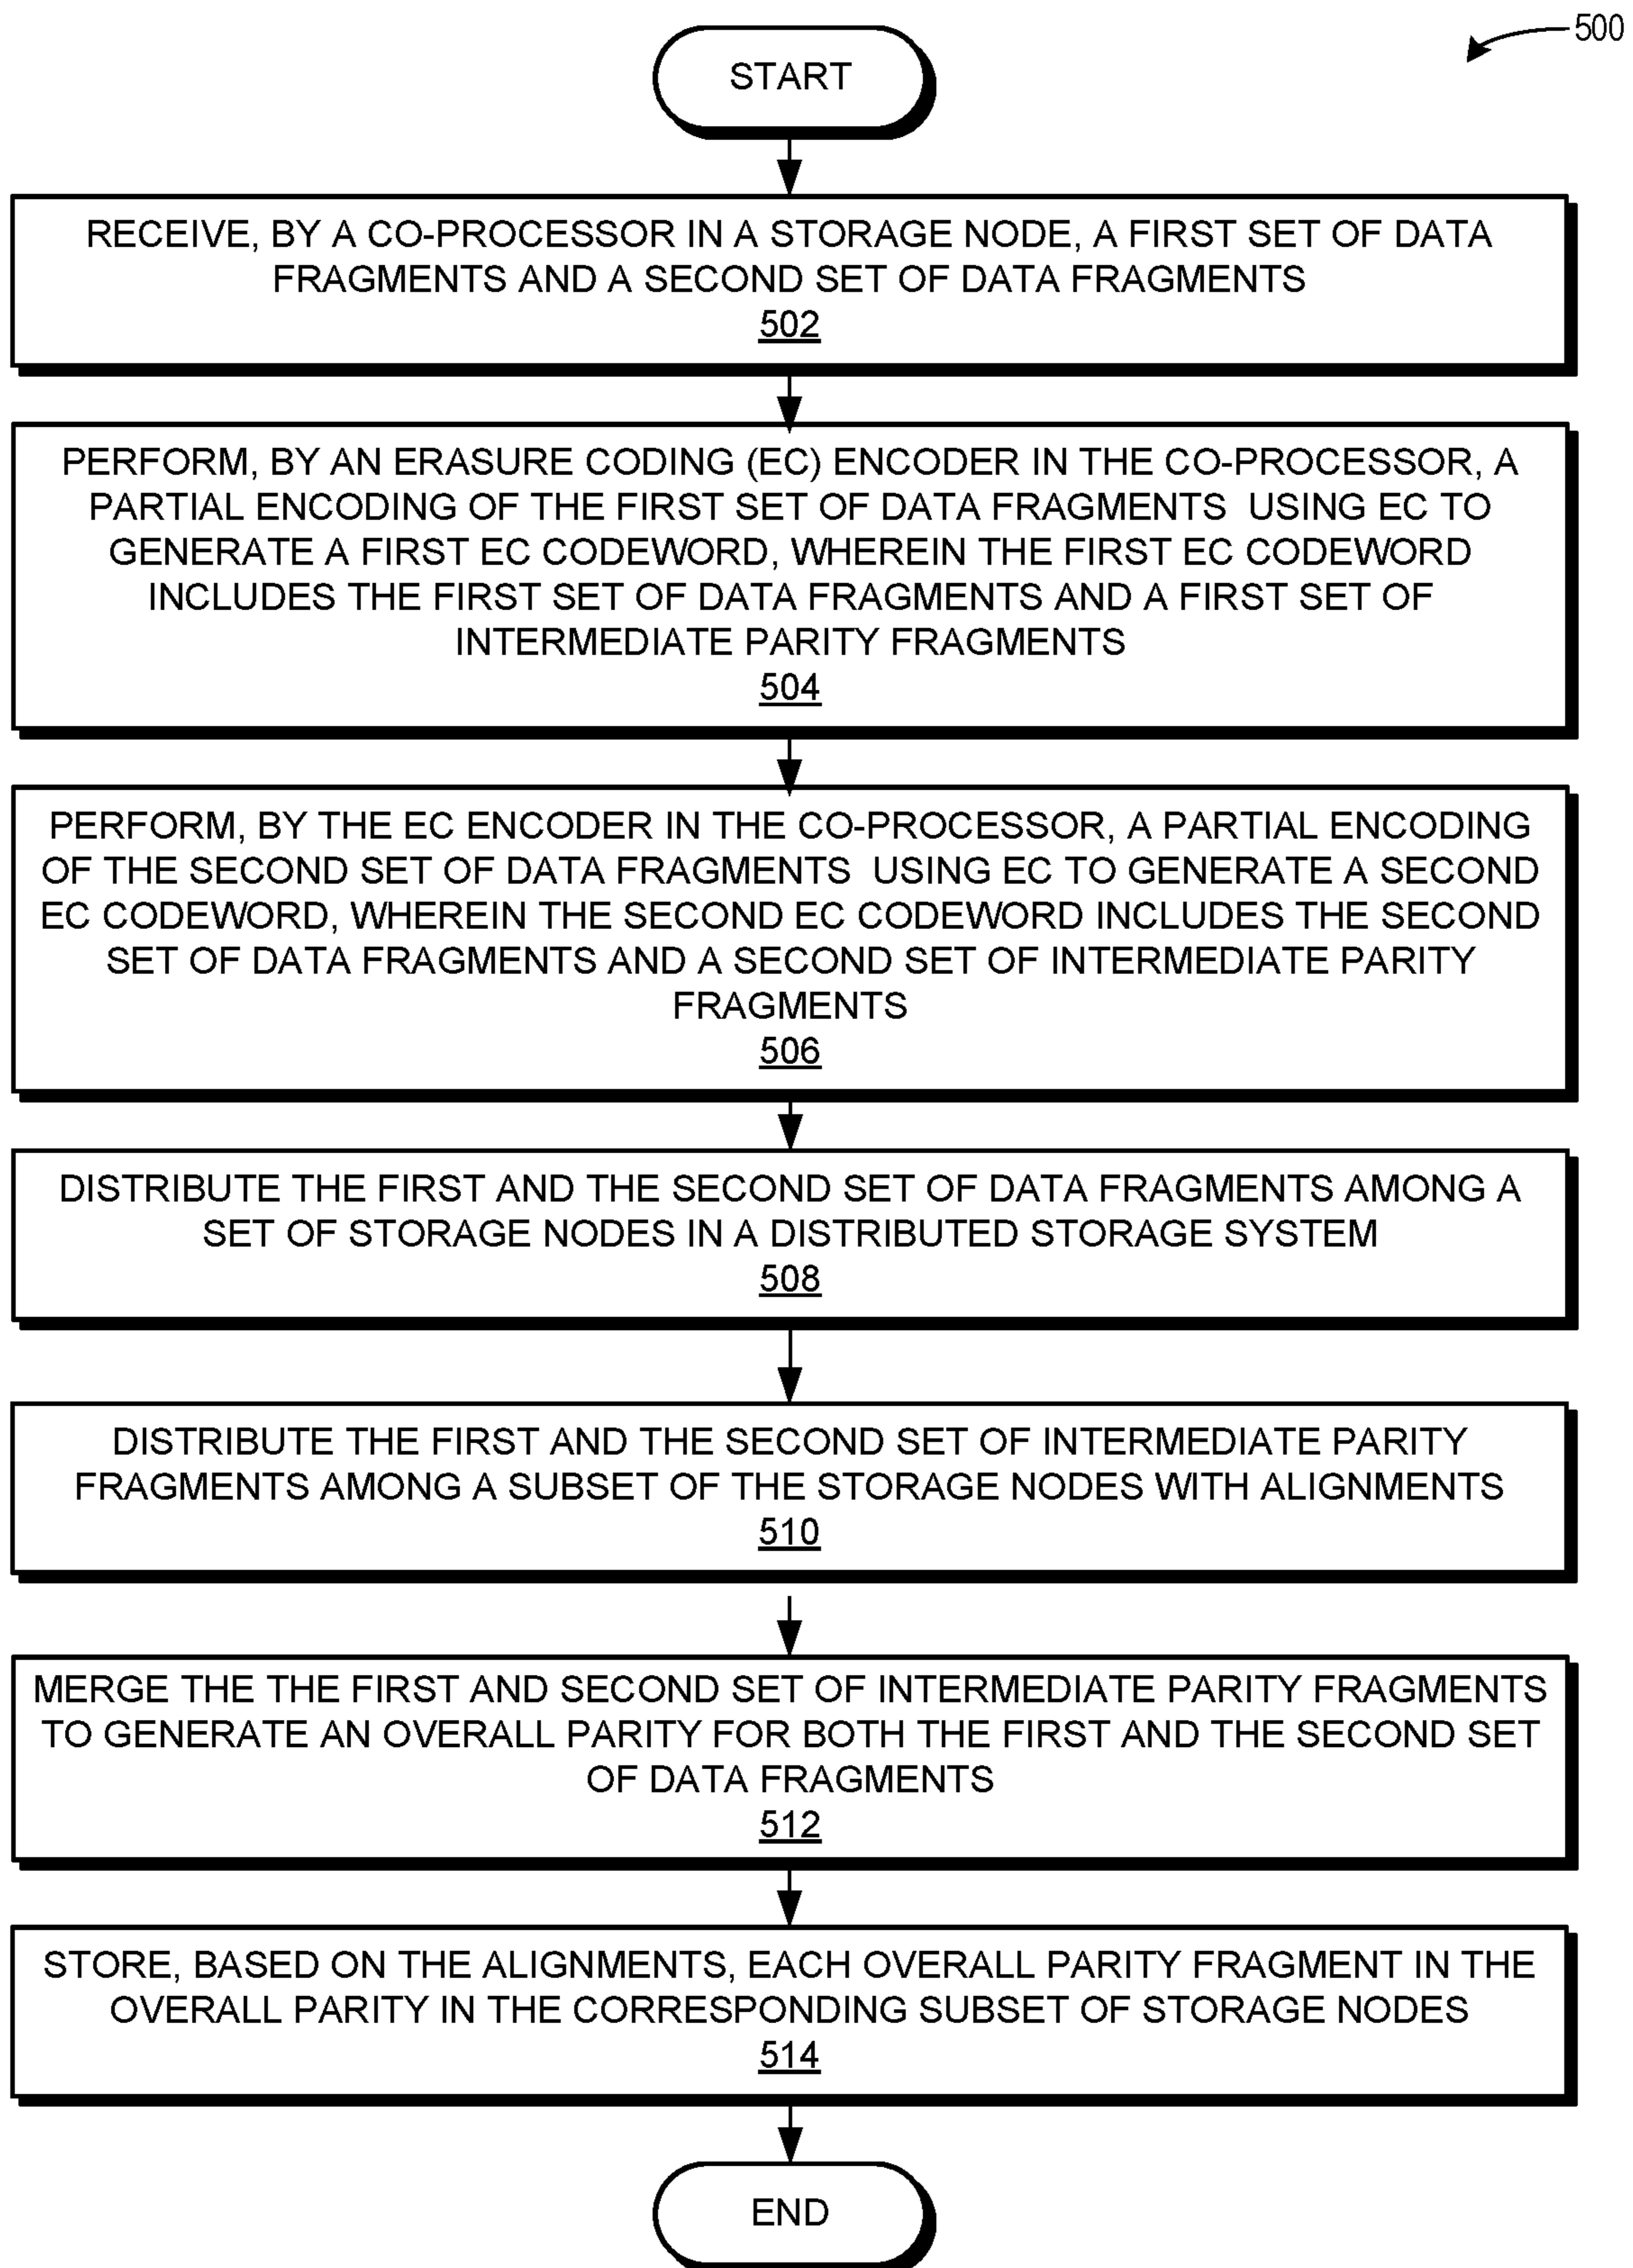 500
START
RECEIVE, BY A CO-PROCESSOR IN A STORAGE NODE, A FIRST SET OF DATA
FRAGMENTS AND A SECOND SET OF DATA FRAGMENTS
502
PERFORM, BY AN ERASURE CODING (EC) ENCODER IN THE CO-PROCESSOR, A
PARTIAL ENCODING OF THE FIRST SET OF DATA FRAGMENTS USING EC TO
GENERATE A FIRST EC CODEWORD, WHEREIN THE FIRST EC CODEWORD
INCLUDES THE FIRST SET OF DATA FRAGMENTS AND A FIRST SET OF
INTERMEDIATE PARITY FRAGMENTS
504
PERFORM, BY THE EC ENCODER IN THE CO-PROCESSOR, A PARTIAL ENCODING
OF THE SECOND SET OF DATA FRAGMENTS USING EC TO GENERATE A SECOND
EC CODEWORD, WHEREIN THE SECOND EC CODEWORD INCLUDES THE SECOND
SET OF DATA FRAGMENTS AND A SECOND SET OF INTERMEDIATE PARITY
FRAGMENTS
506
DISTRIBUTE THE FIRST AND THE SECOND SET OF DATA FRAGMENTS AMONG A
SET OF STORAGE NODES IN A DISTRIBUTED STORAGE SYSTEM
508
DISTRIBUTE THE FIRST AND THE SECOND SET OF INTERMEDIATE PARITY
FRAGMENTS AMONG A SUBSET OF THE STORAGE NODES WITH ALIGNMENTS
510
MERGE THE THE FIRST AND SECOND SET OF INTERMEDIATE PARITY FRAGMENTS
TO GENERATE AN OVERALL PARITY FOR BOTH THE FIRST AND THE SECOND SET
OF DATA FRAGMENTS
512
STORE, BASED ON THE ALIGNMENTS, EACH OVERALL PARITY FRAGMENT IN THE
OVERALL PARITY IN THE CORRESPONDING SUBSET OF STORAGE NODES
514
END